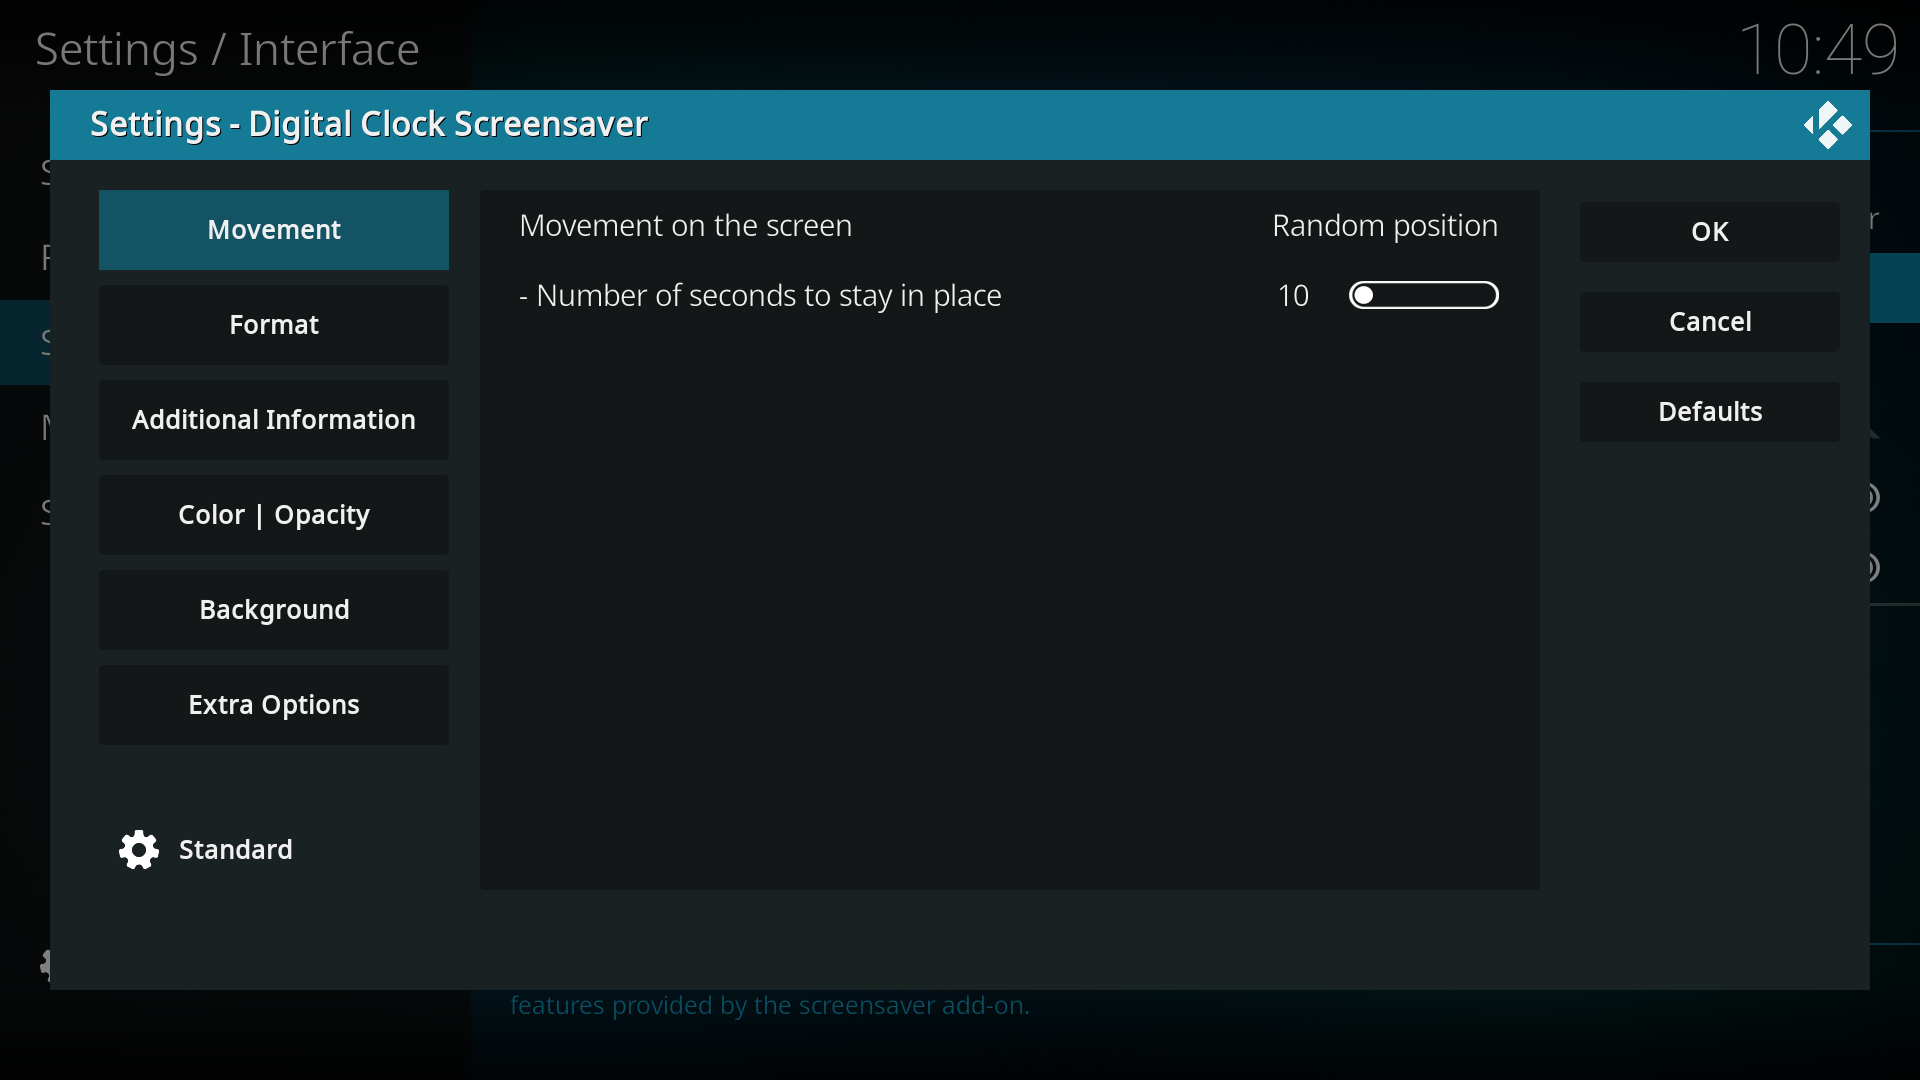 Settings / Interface
10:49
Settings - Digital Clock Screensaver
Movement
Format
Additional Information
Color | Opacity
Background
Extra Options
Standard
Movement on the screen
Random position
- Number of seconds to stay in place
10
OK
Cancel
Defaults
features provided by the screensaver add-on.